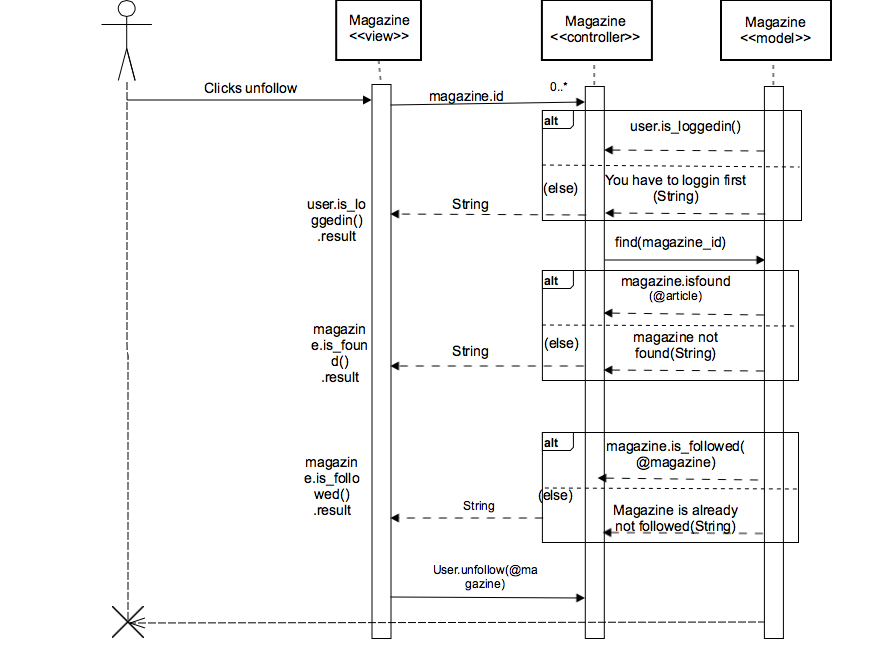 Magazine
<<view>>
Magazine
<<controller>>
Magazine
<<model>>
Clicks unfollow
magazine.id
0..*
alt
user.is_loggedin()
(else)
You have to loggin first
(String)
String
user.is_lo
ggedin()
.result
find(magazine_id)
alt
magazine.isfound
(@article)
(else)
magazine not
found(String)
String
magazin
e.is_foun
d()
.result
alt
magazine.is_followed(
@magazine)
(else)
Magazine is already
not followed(String)
String
magazin
e.is_follo
wed()
.result
User.unfollow(@ma
gazine)